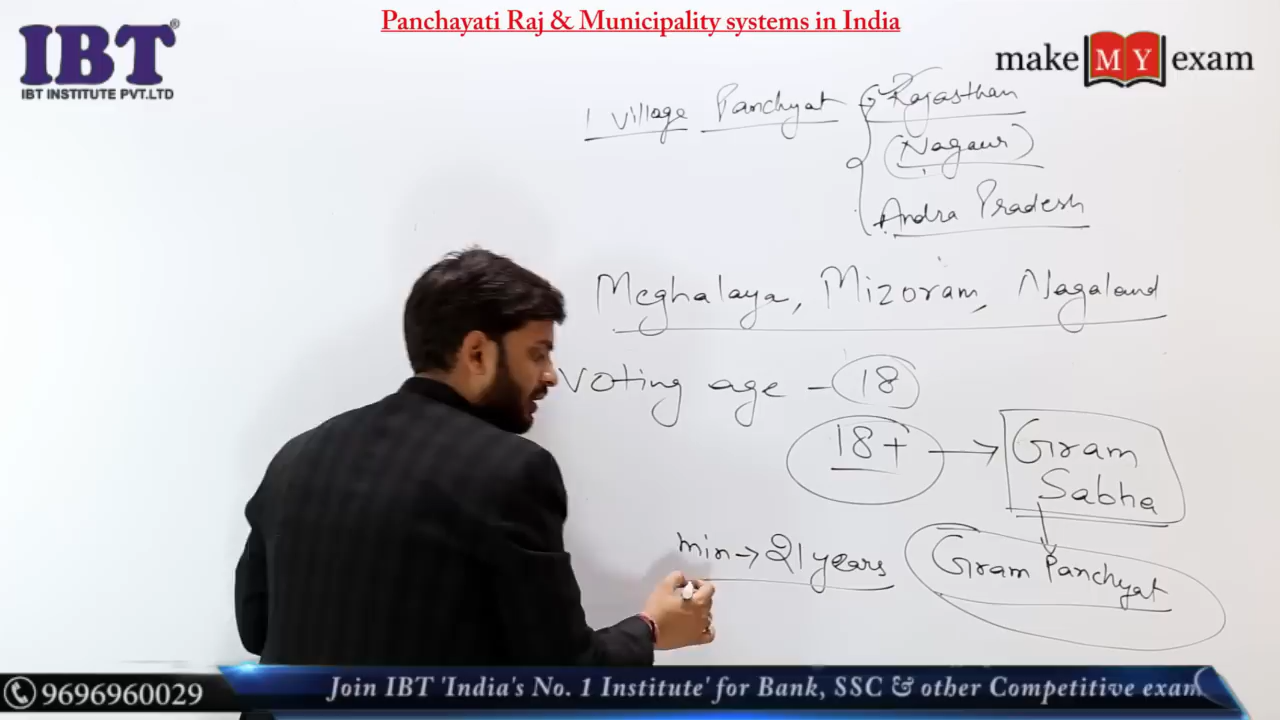 Panchayati Raj & Municipality systems in India
IBT®
IBT INSTITUTE PVT.LTD
make MY exam
1 village Panchyat
Rajasthan
(Nagaur)
Andra Pradesh
Meghalaya, Mizoram, Nagaland
Voting age - 18
18+ → Gram
Sabha
min → 21 years
Gram Panchyat
9696960029
Join IBT 'India's No. 1 Institute' for Bank, SSC & other Competitive exam